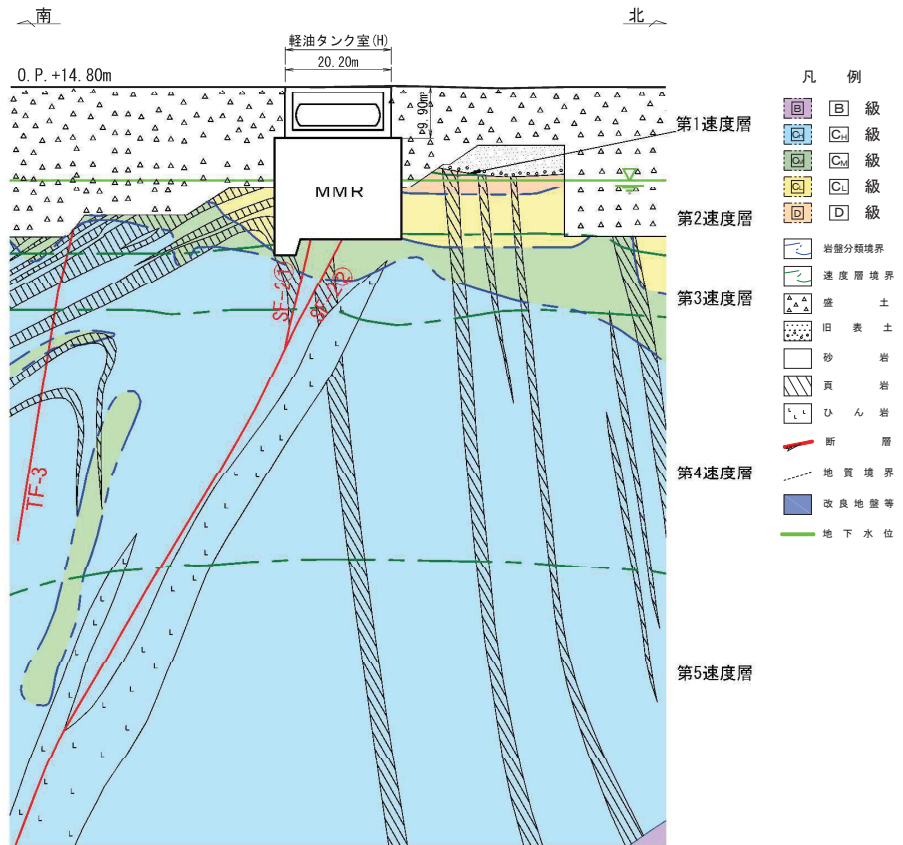 南
北
軽油タンク室(H)
20.20m
O.P.+14.80m
9.90m
MMR
SF-2①
TF-3
第1速度層
第2速度層
第3速度層
第4速度層
第5速度層
凡 例
B B 級
CH CH 級
CM CM 級
CL CL 級
D D 級
岩盤分類境界
速度層境界
盛 土
旧 表 土
砂 岩
頁 岩
ひ ん 岩
断 層
地 質 境 界
改 良 地 盤 等
地 下 水 位